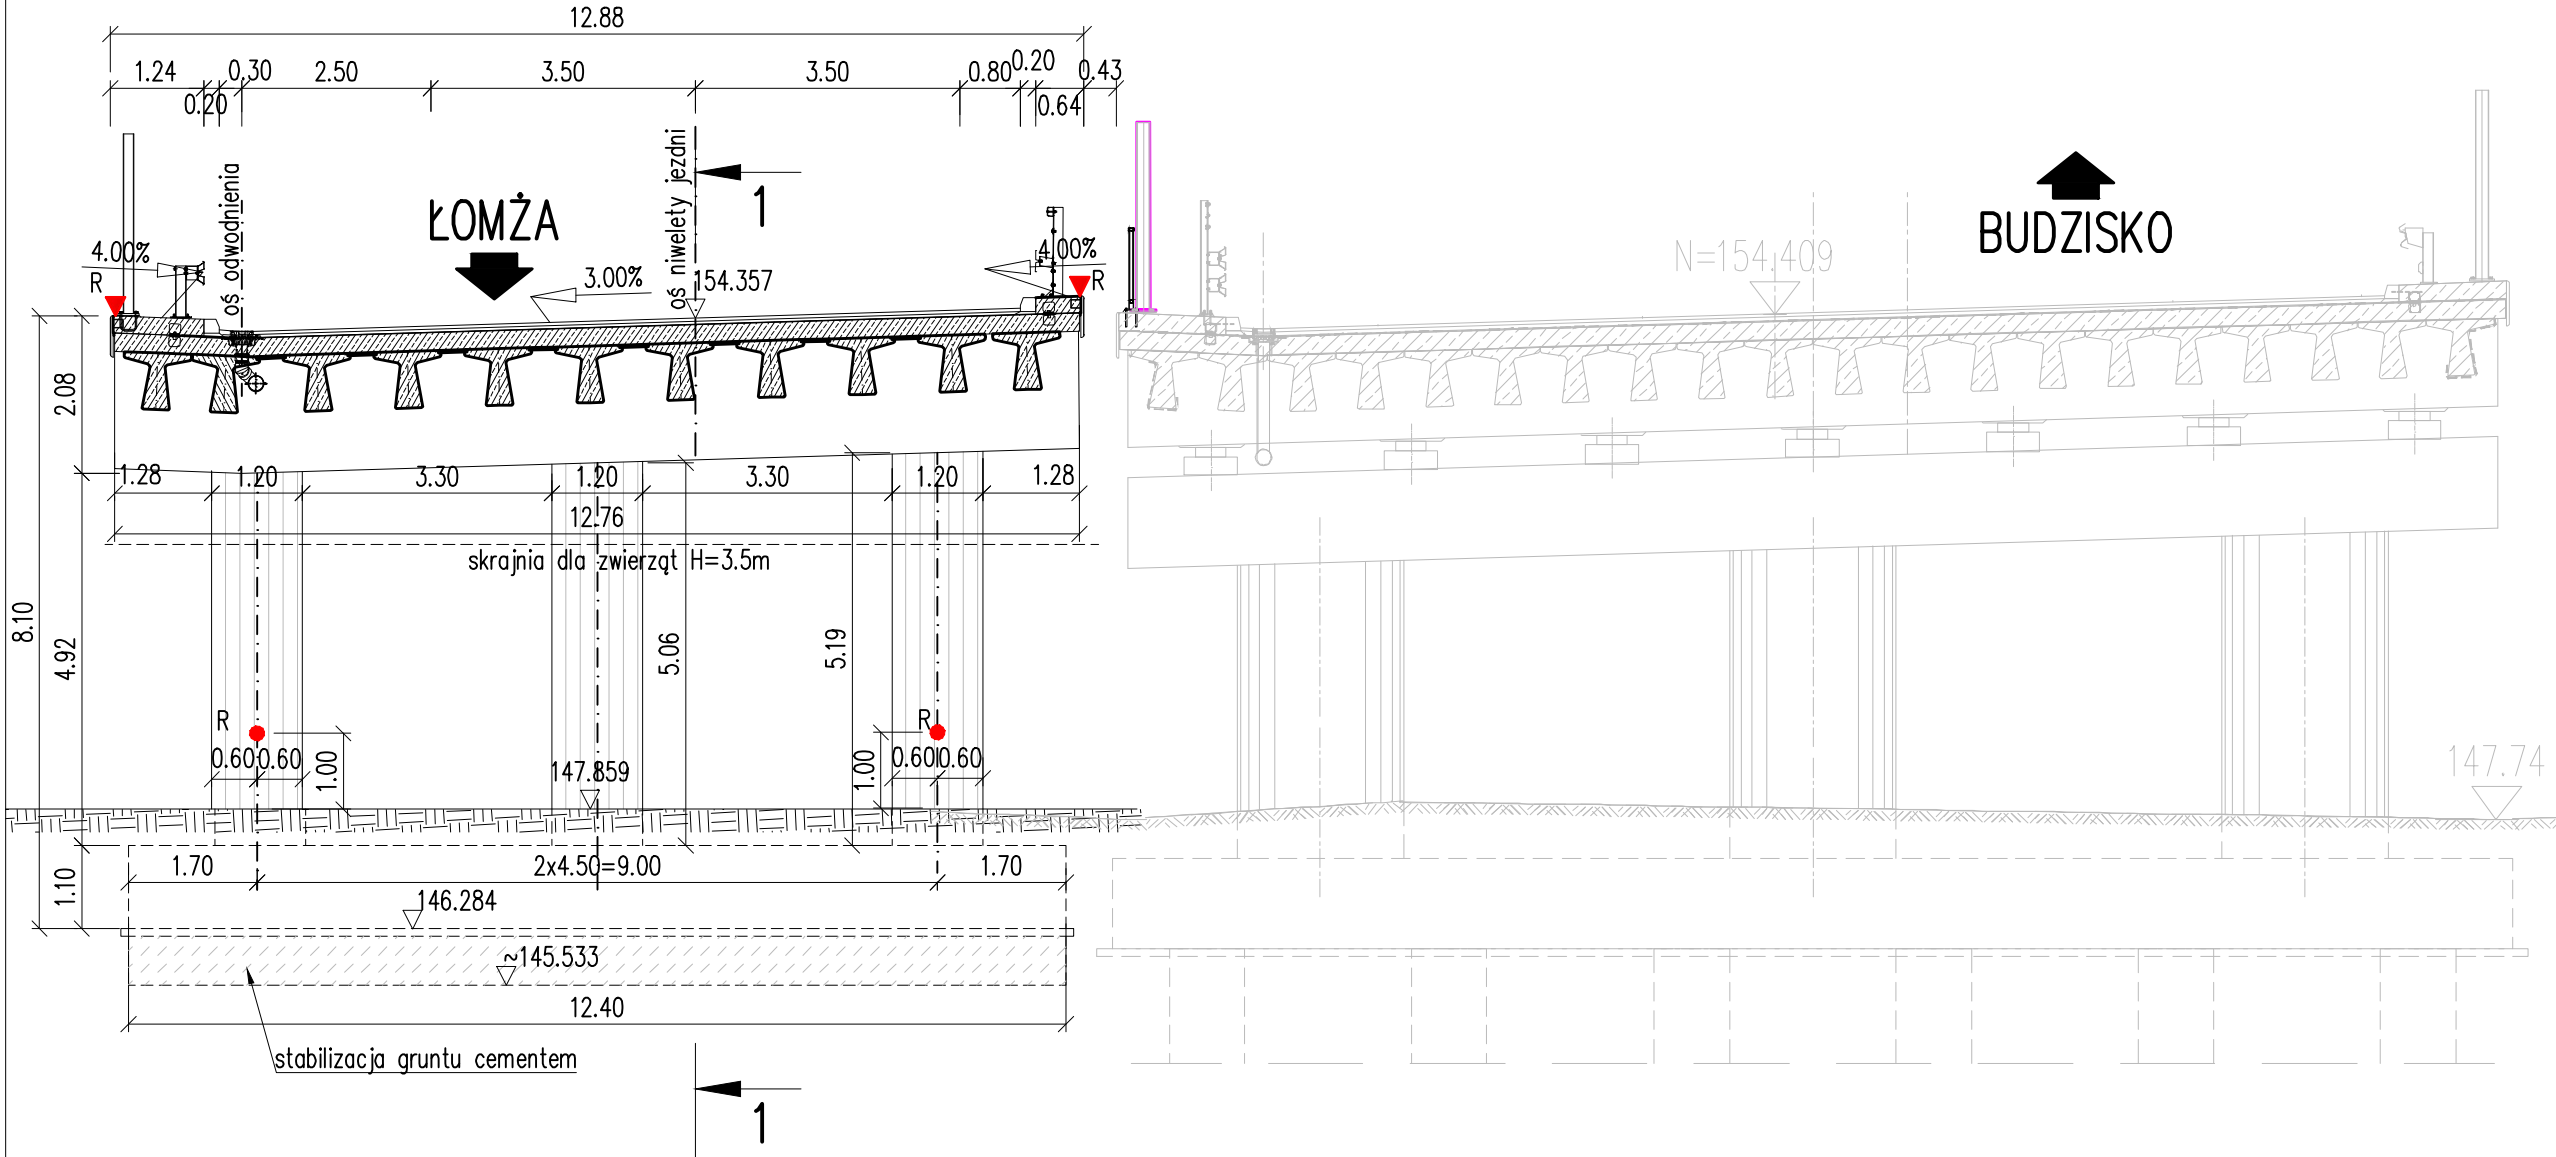 12.88
1.24 0.30 2.50 3.50 3.50 0.80 0.20 0.43
0.20 0.64
oś odwodnienia
oś niwelety jezdni
1
ŁOMŻA
BUDZISKO
4.00%
R
3.00%
154.357
4.00%
R
N=154.409
2.08
1.28 1.20 3.30 1.20 3.30 1.20 1.28
12.76
skrajnia dla zwierząt H=3.5m
8.10
4.92
5.06
5.19
R
R
0.60 0.60
1.00
147.859
1.00
0.60 0.60
147.74
1.70 2x4.50=9.00 1.70
1.10
146.284
~145.533
12.40
stabilizacja gruntu cementem
1